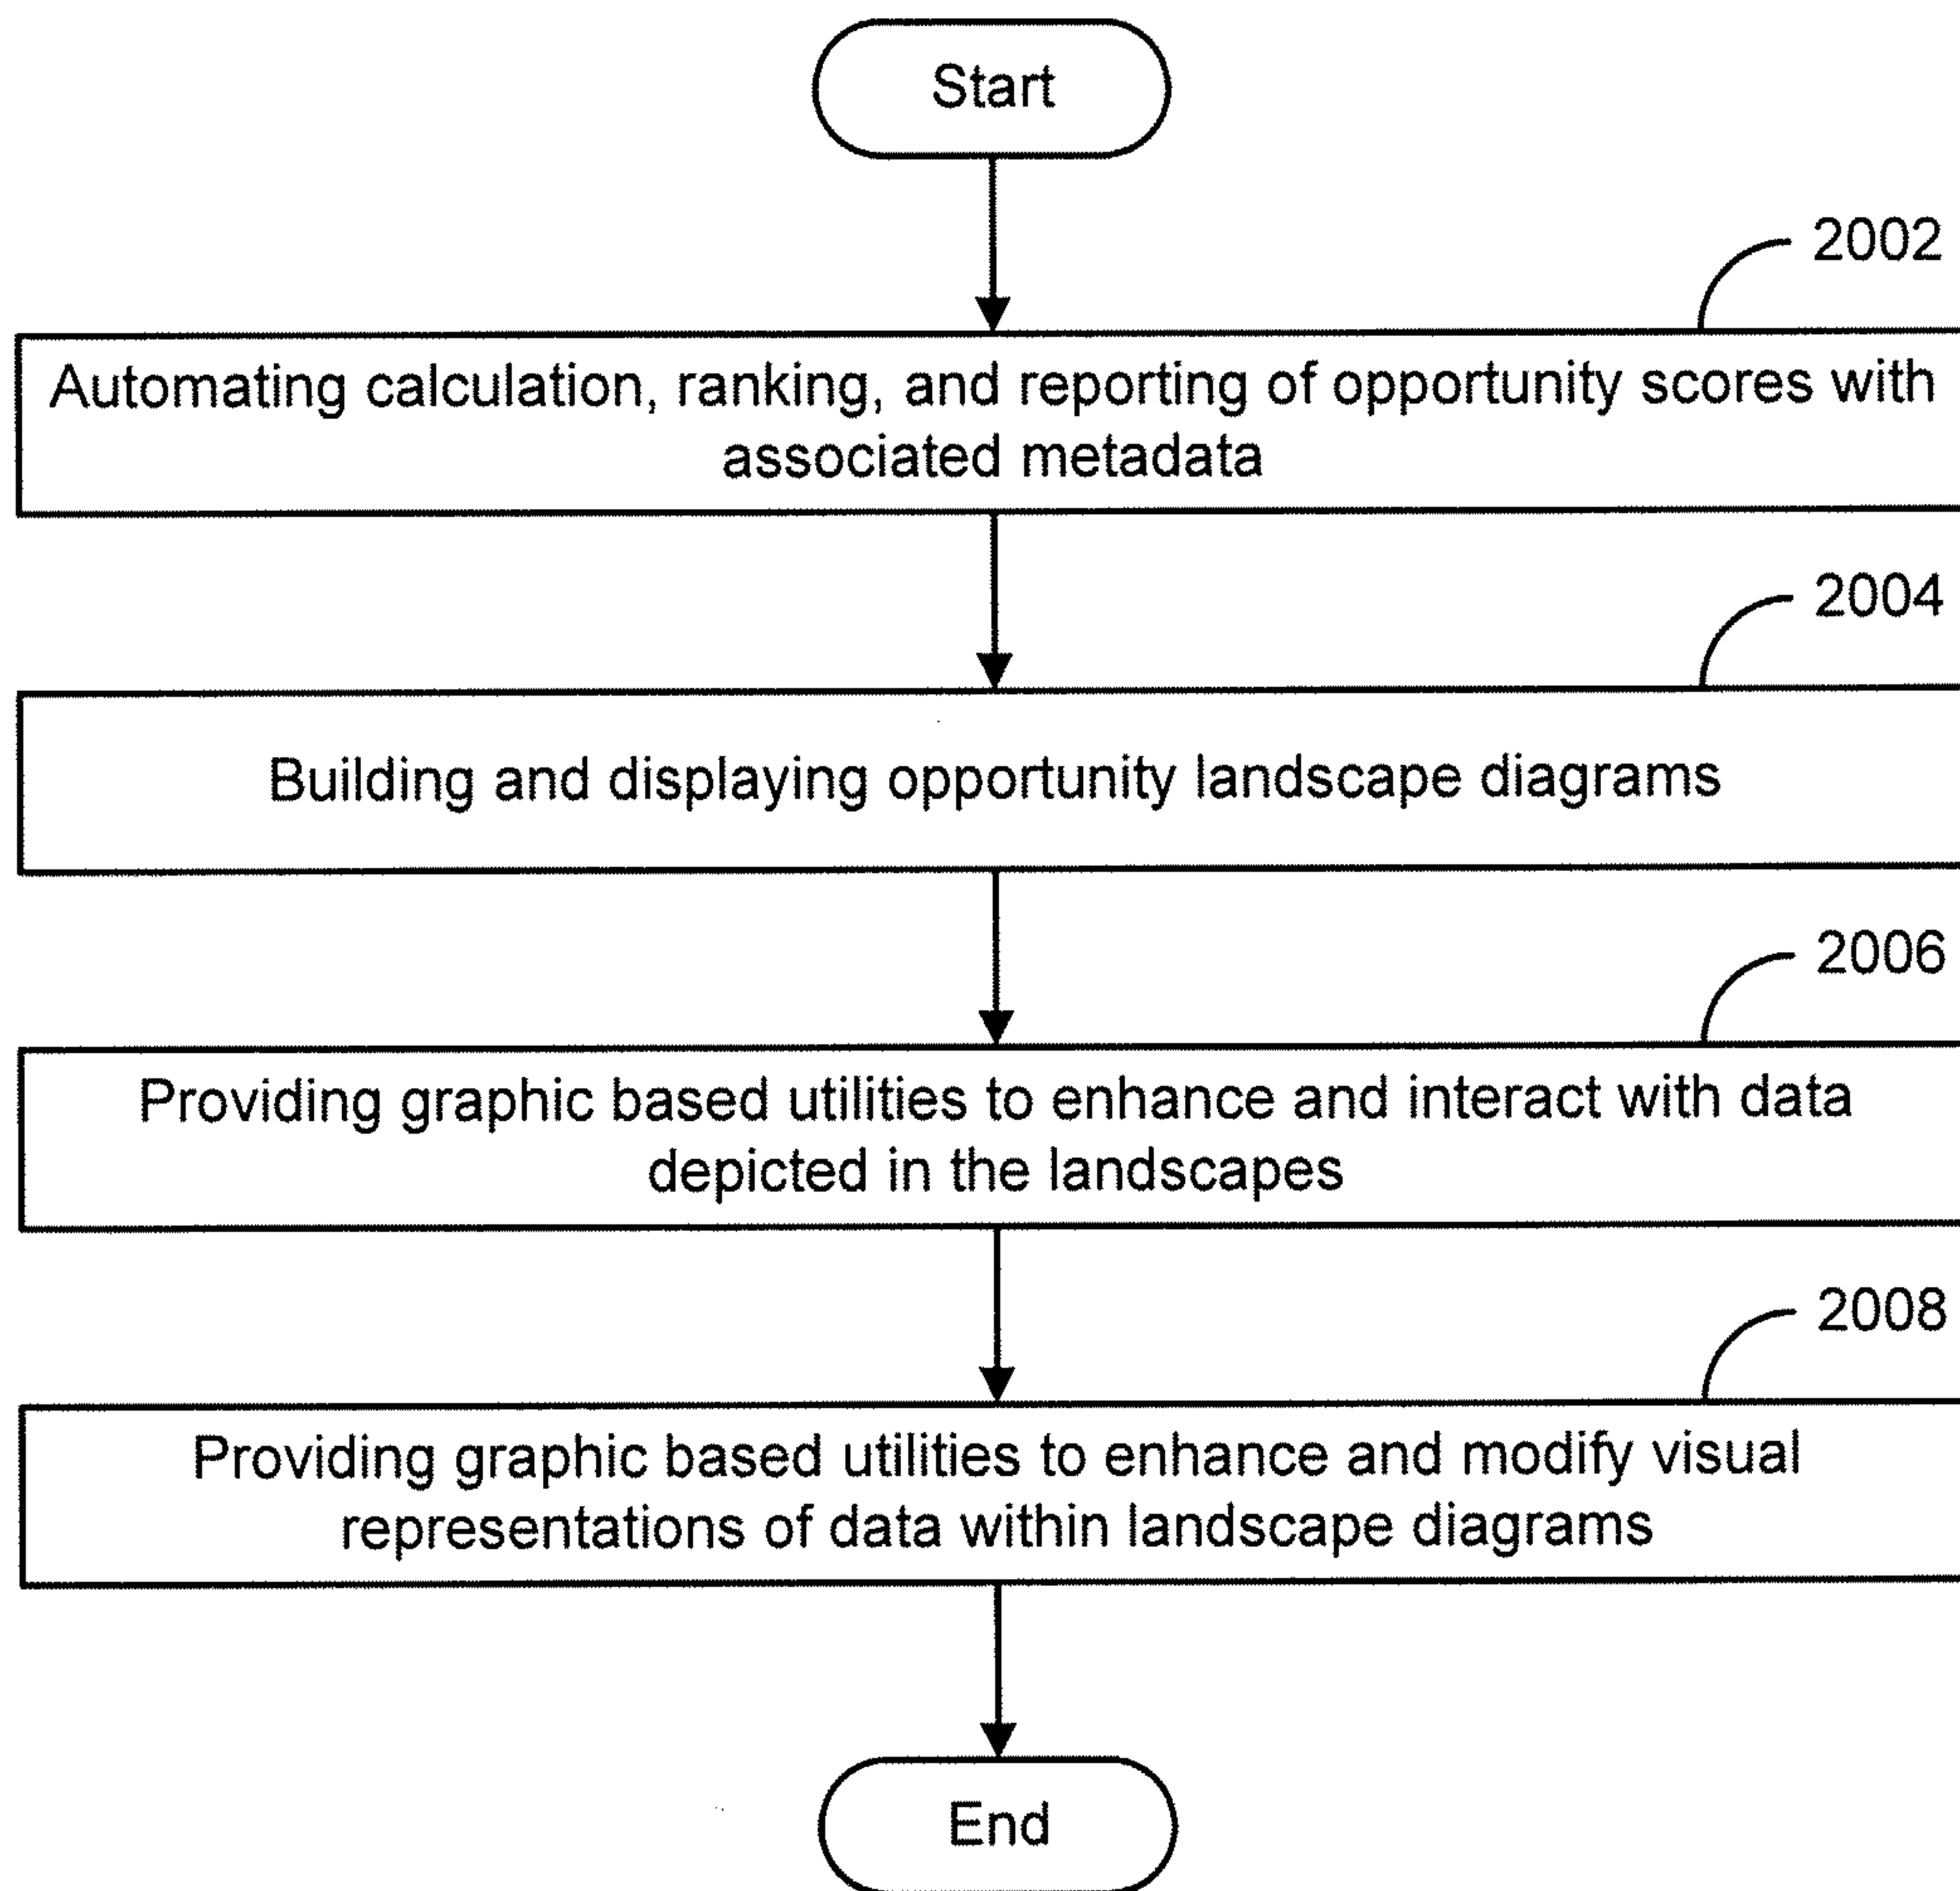 Start
2002
Automating calculation, ranking, and reporting of opportunity scores with
associated metadata
2004
Building and displaying opportunity landscape diagrams
2006
Providing graphic based utilities to enhance and interact with data
depicted in the landscapes
2008
Providing graphic based utilities to enhance and modify visual
representations of data within landscape diagrams
End